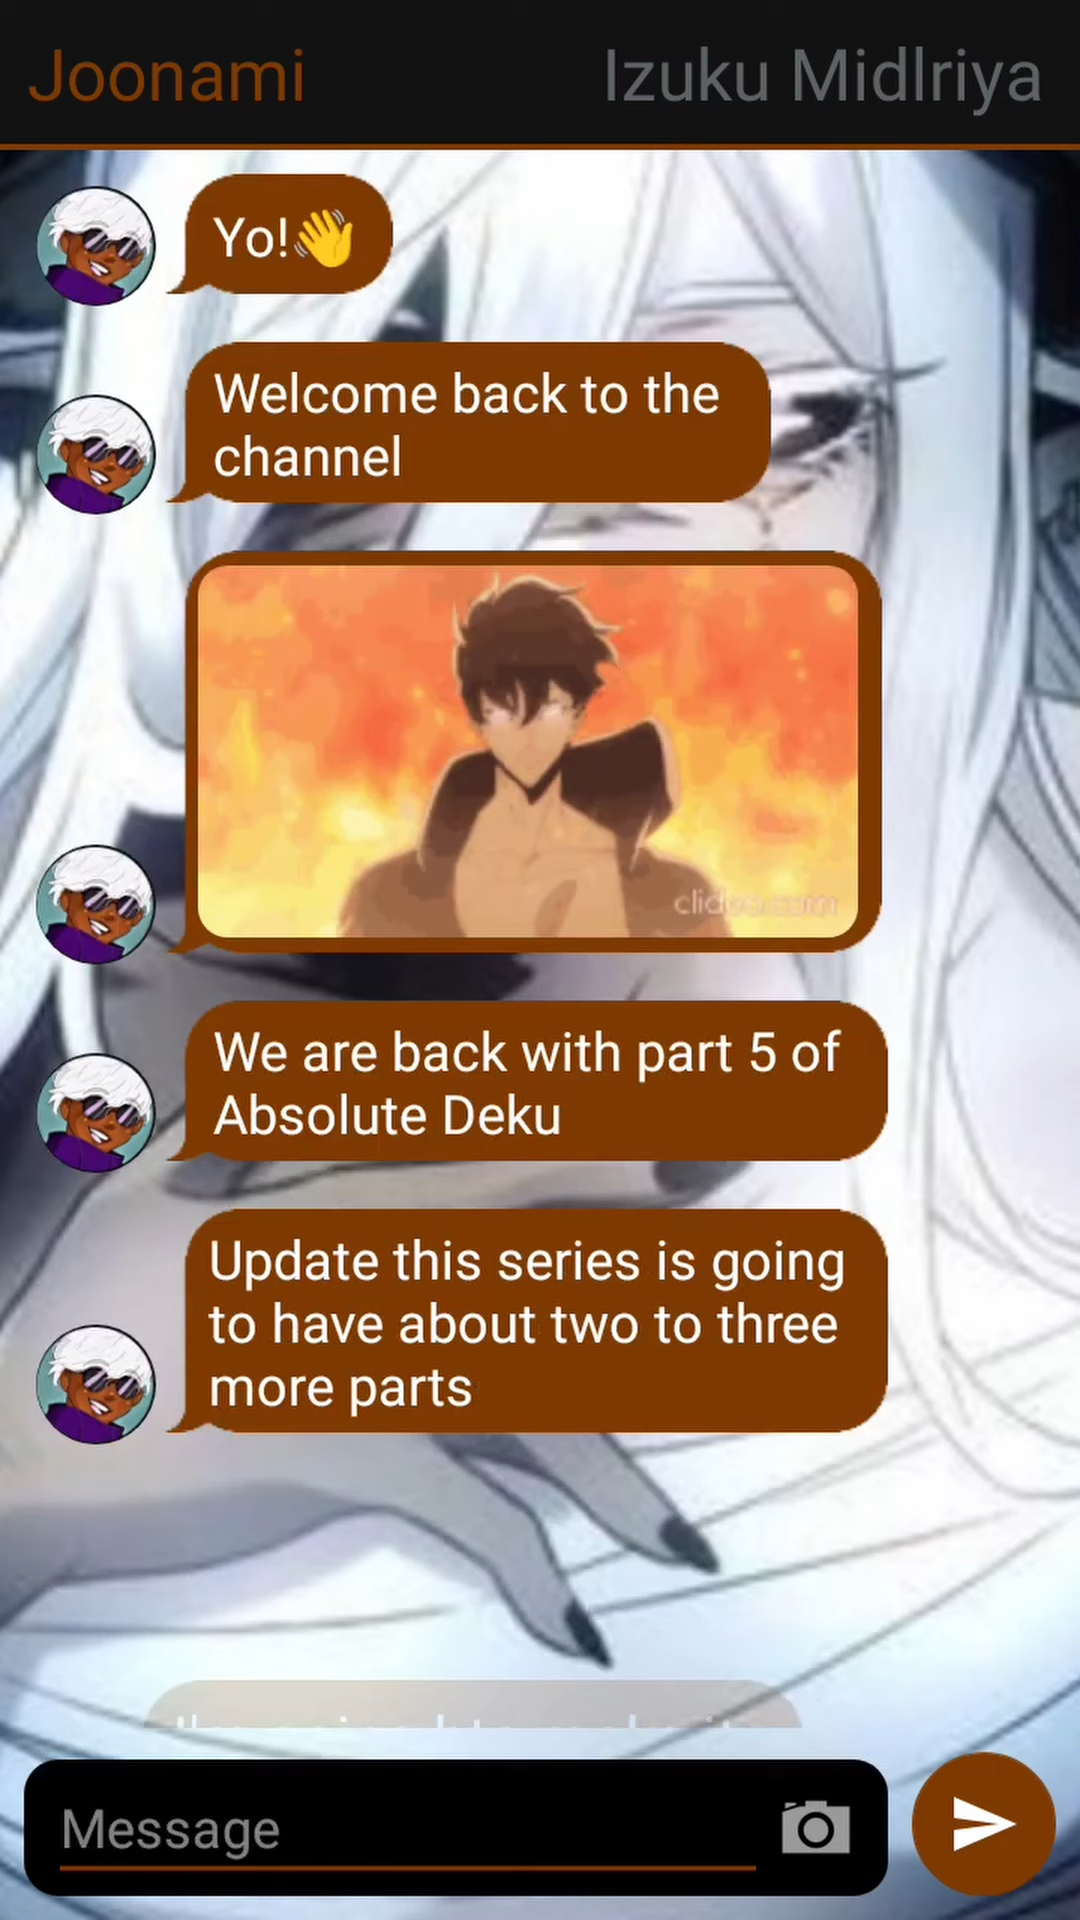 Joonami
Izuku Midlriya
Yo!👋
Welcome back to the
channel
We are back with part 5 of
Absolute Deku
Update this series is going
to have about two to three
more parts
Message